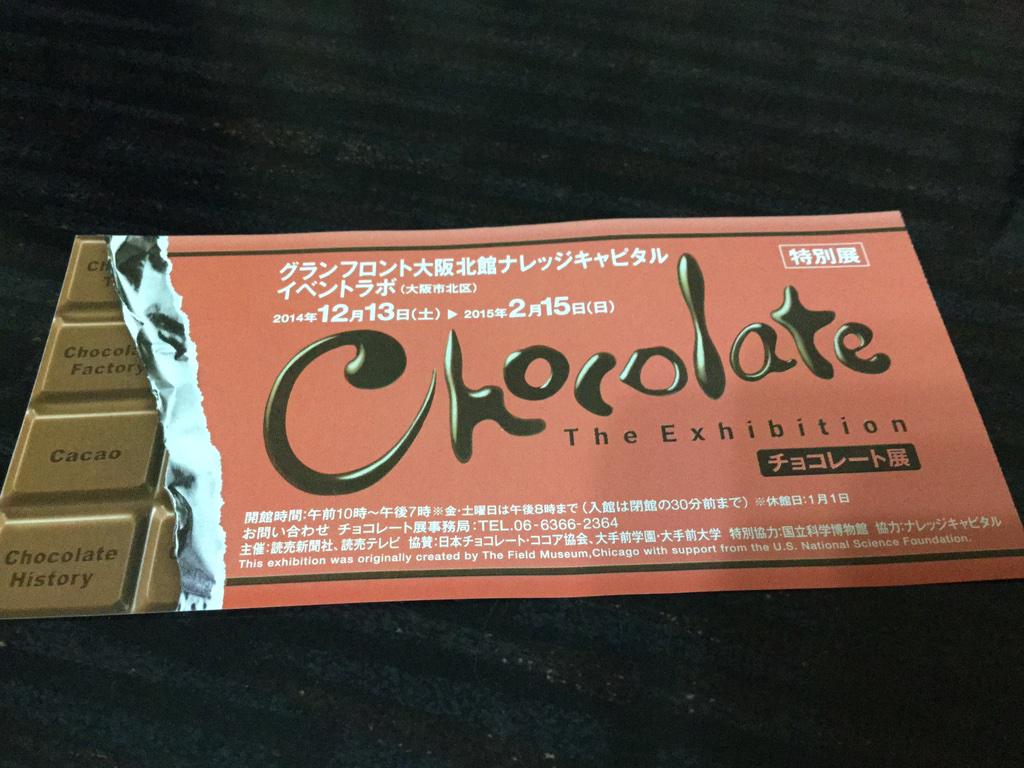 グランフロント大阪北館ナレッジキャピタル
イベントラボ(大阪市北区)
特別展
2014年12月13日(土)▶2015年2月15日(日)
Chocolate
The Exhibition
チョコレート展
Chocolate
Factory
Cacao
Chocolate
History
開館時間:午前10時〜午後7時※金・土曜日は午後8時まで(入館は閉館の30分前まで) ※休館日:1月1日
お問い合わせ チョコレート展事務局:TEL.06-6366-2364
主催:読売新聞社、読売テレビ 協賛:日本チョコレート・ココア協会、大手前学園・大手前大学 特別協力:国立科学博物館 協力:ナレッジキャピタル
This exhibition was originally created by The Field Museum,Chicago with support from the U.S. National Science Foundation.